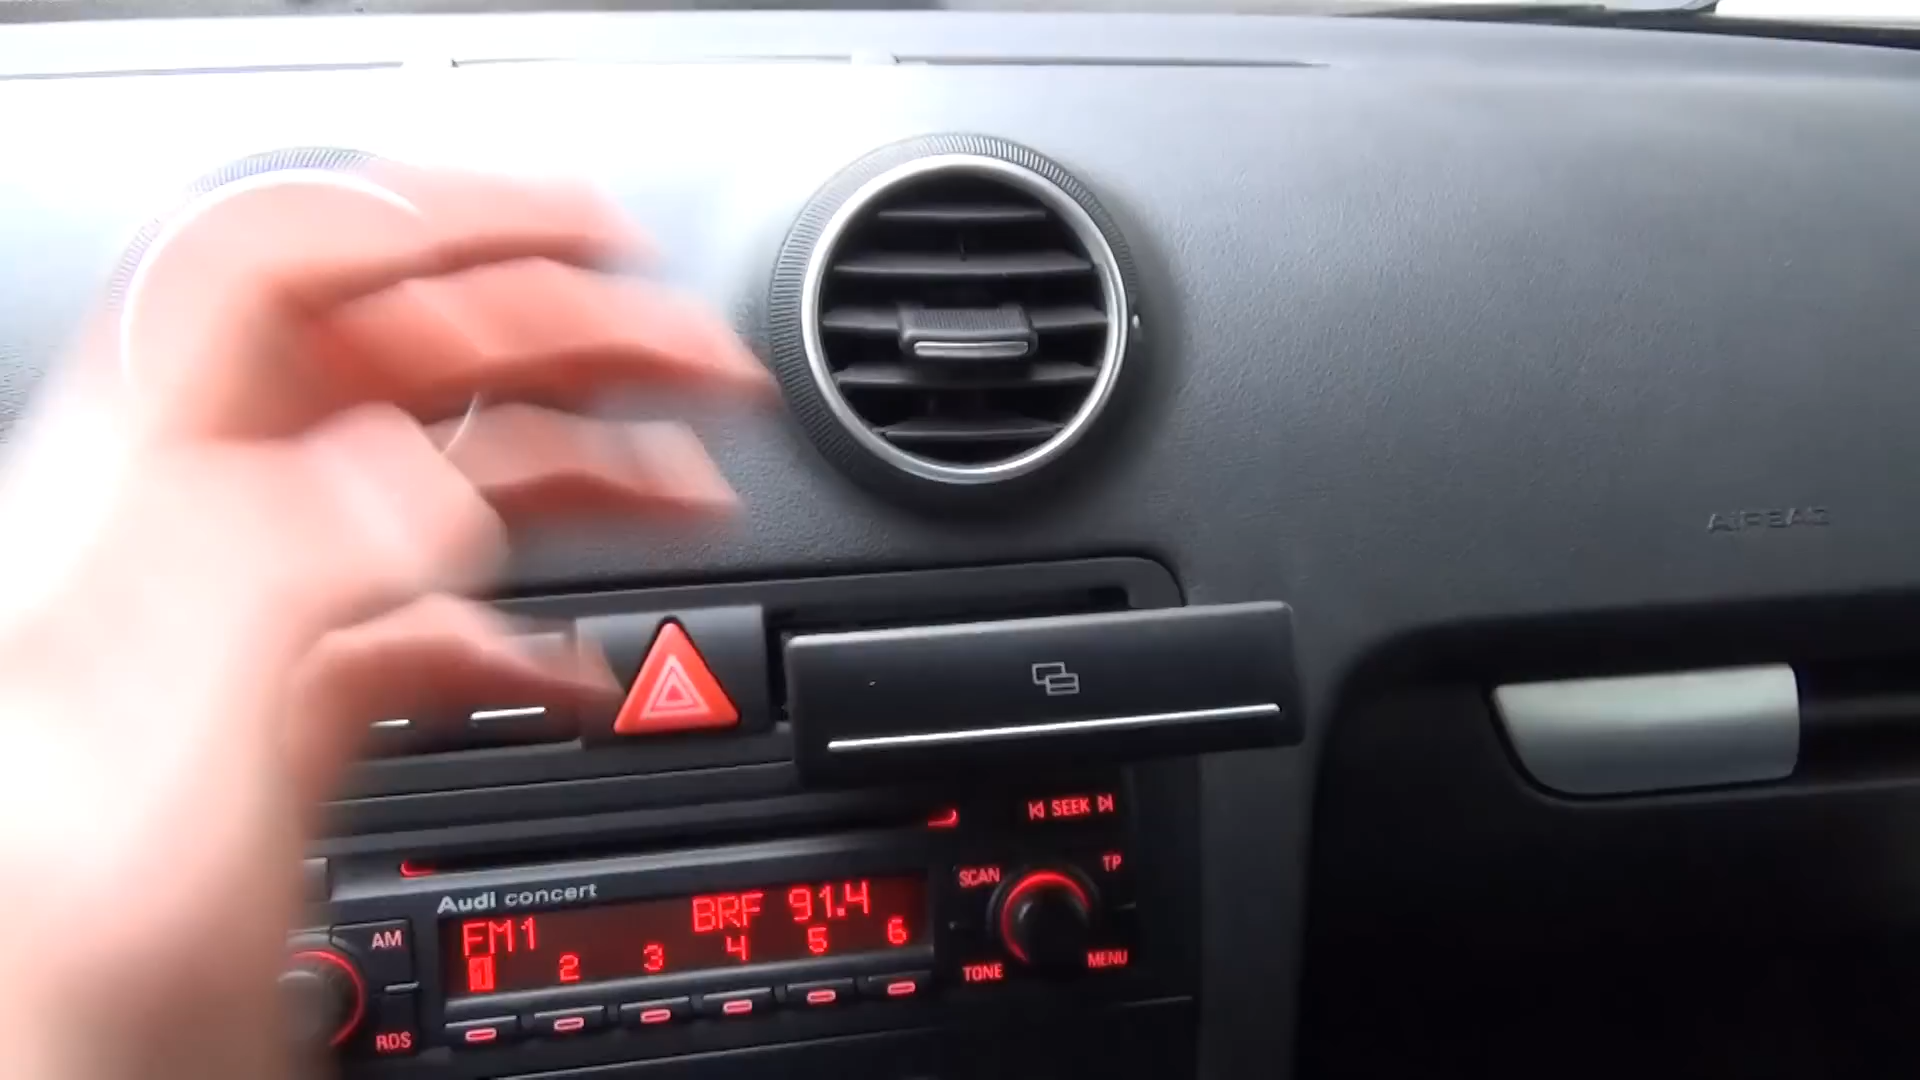 AIRBAG
SEEK
SCAN
TP
Audi concert
AM
FM1
BRF 91.4
1 2 3 4 5 6
TONE
MENU
RDS